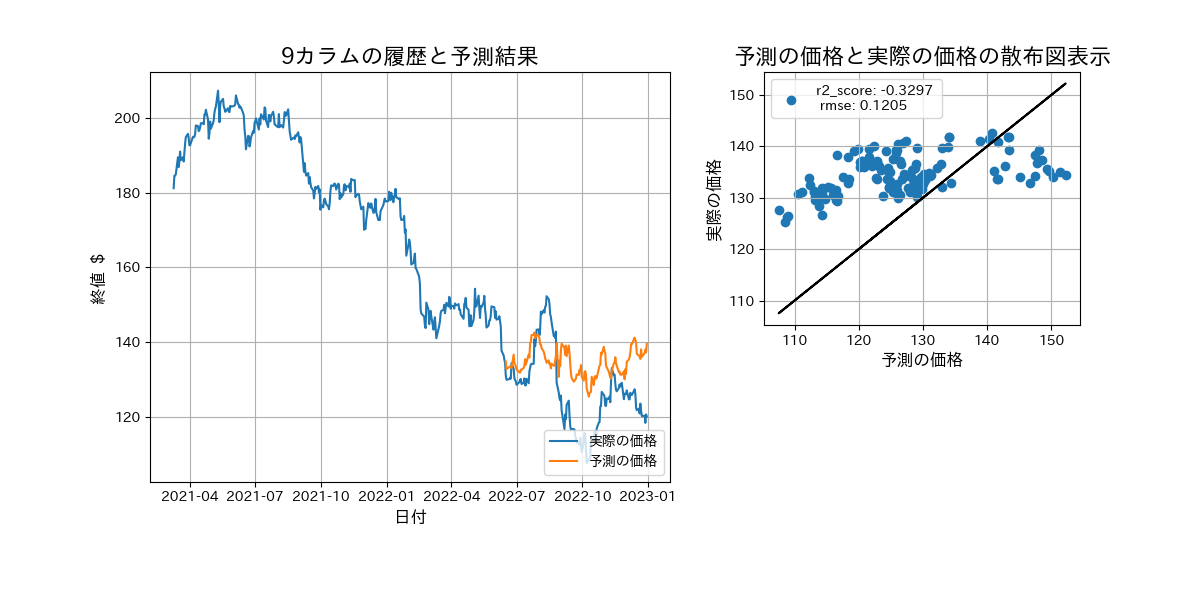 9カラムの履歴と予測結果
終値 $
200
180
160
140
120
2021-04 2021-07 2021-10 2022-01 2022-04 2022-07 2022-10 2023-01
日付
実際の価格
予測の価格
予測の価格と実際の価格の散布図表示
r2_score: -0.3297
rmse: 0.1205
実際の価格
150
140
130
120
110
110 120 130 140 150
予測の価格